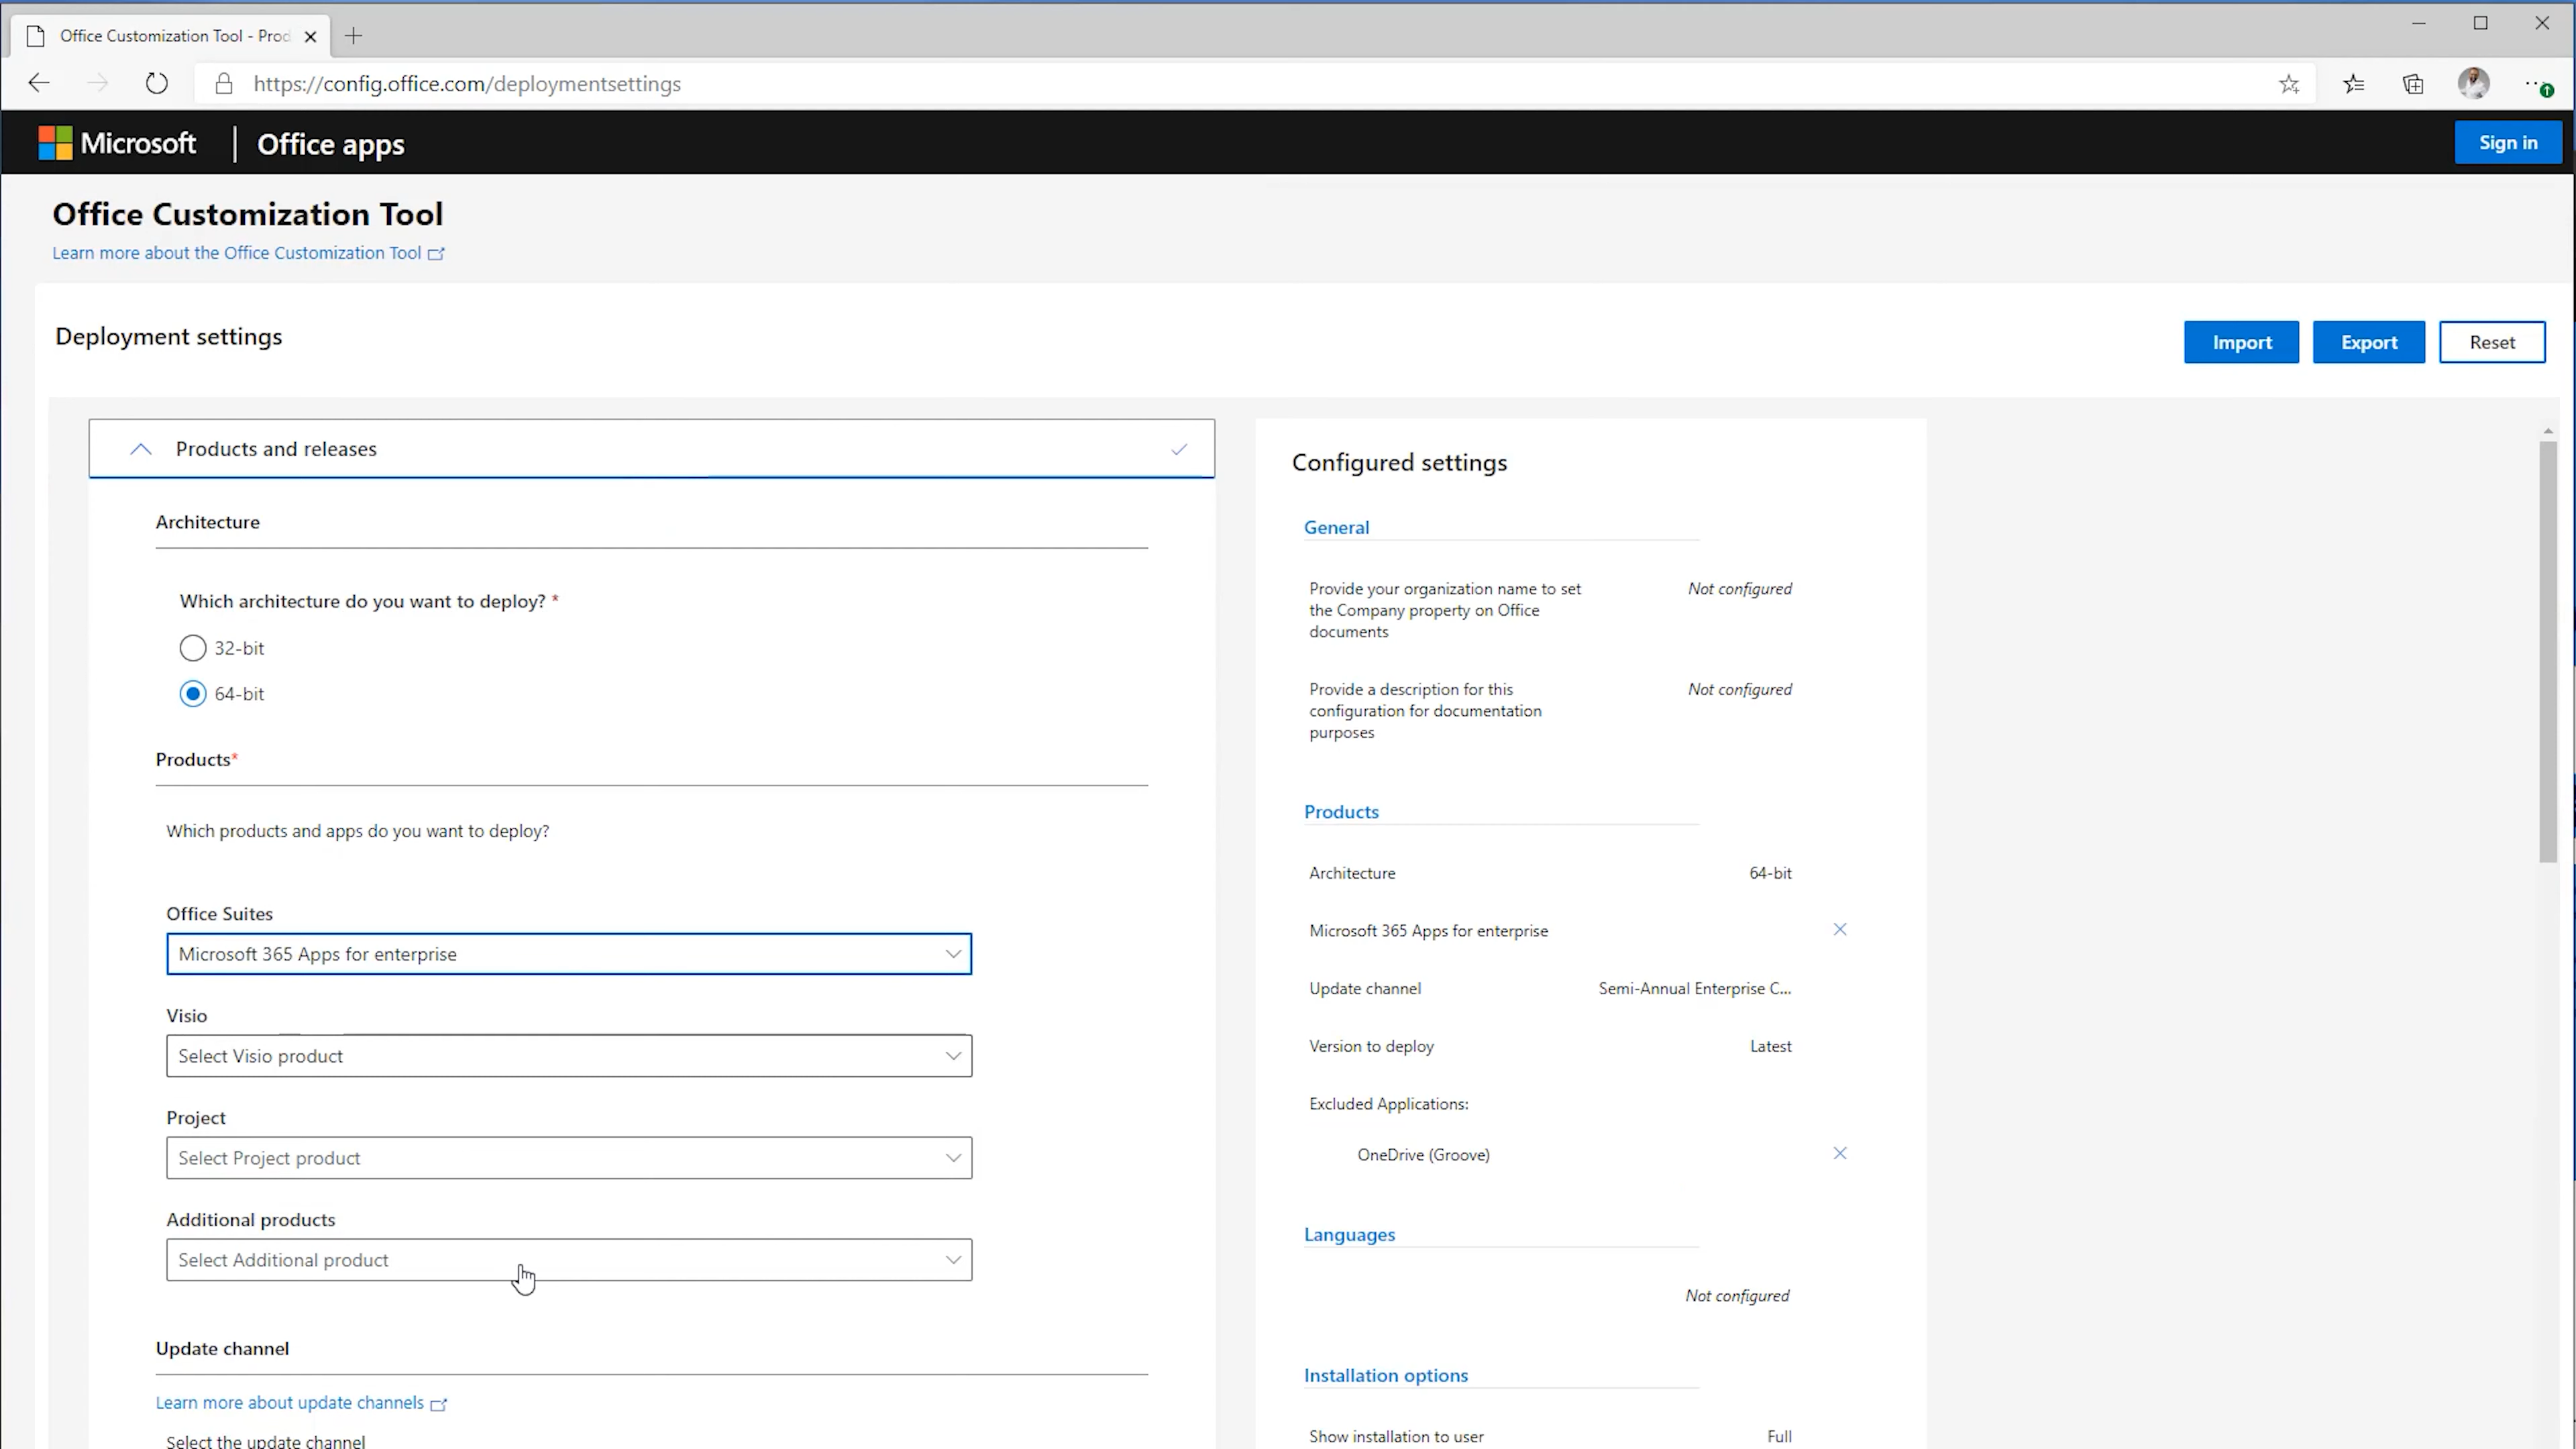 Office Customization Tool - Prod
https://config.office.com/deploymentsettings
Microsoft | Office apps
Sign in
Office Customization Tool
Learn more about the Office Customization Tool
Deployment settings
Import
Export
Reset
Products and releases
Architecture
Which architecture do you want to deploy? *
32-bit
64-bit
Products*
Which products and apps do you want to deploy?
Office Suites
Microsoft 365 Apps for enterprise
Visio
Select Visio product
Project
Select Project product
Additional products
Select Additional product
Update channel
Learn more about update channels
Select the update channel
Configured settings
General
Provide your organization name to set
the Company property on Office
documents
Not configured
Provide a description for this
configuration for documentation
purposes
Not configured
Products
Architecture 64-bit
Microsoft 365 Apps for enterprise
Update channel Semi-Annual Enterprise C...
Version to deploy Latest
Excluded Applications:
OneDrive (Groove)
Languages
Not configured
Installation options
Show installation to user Full